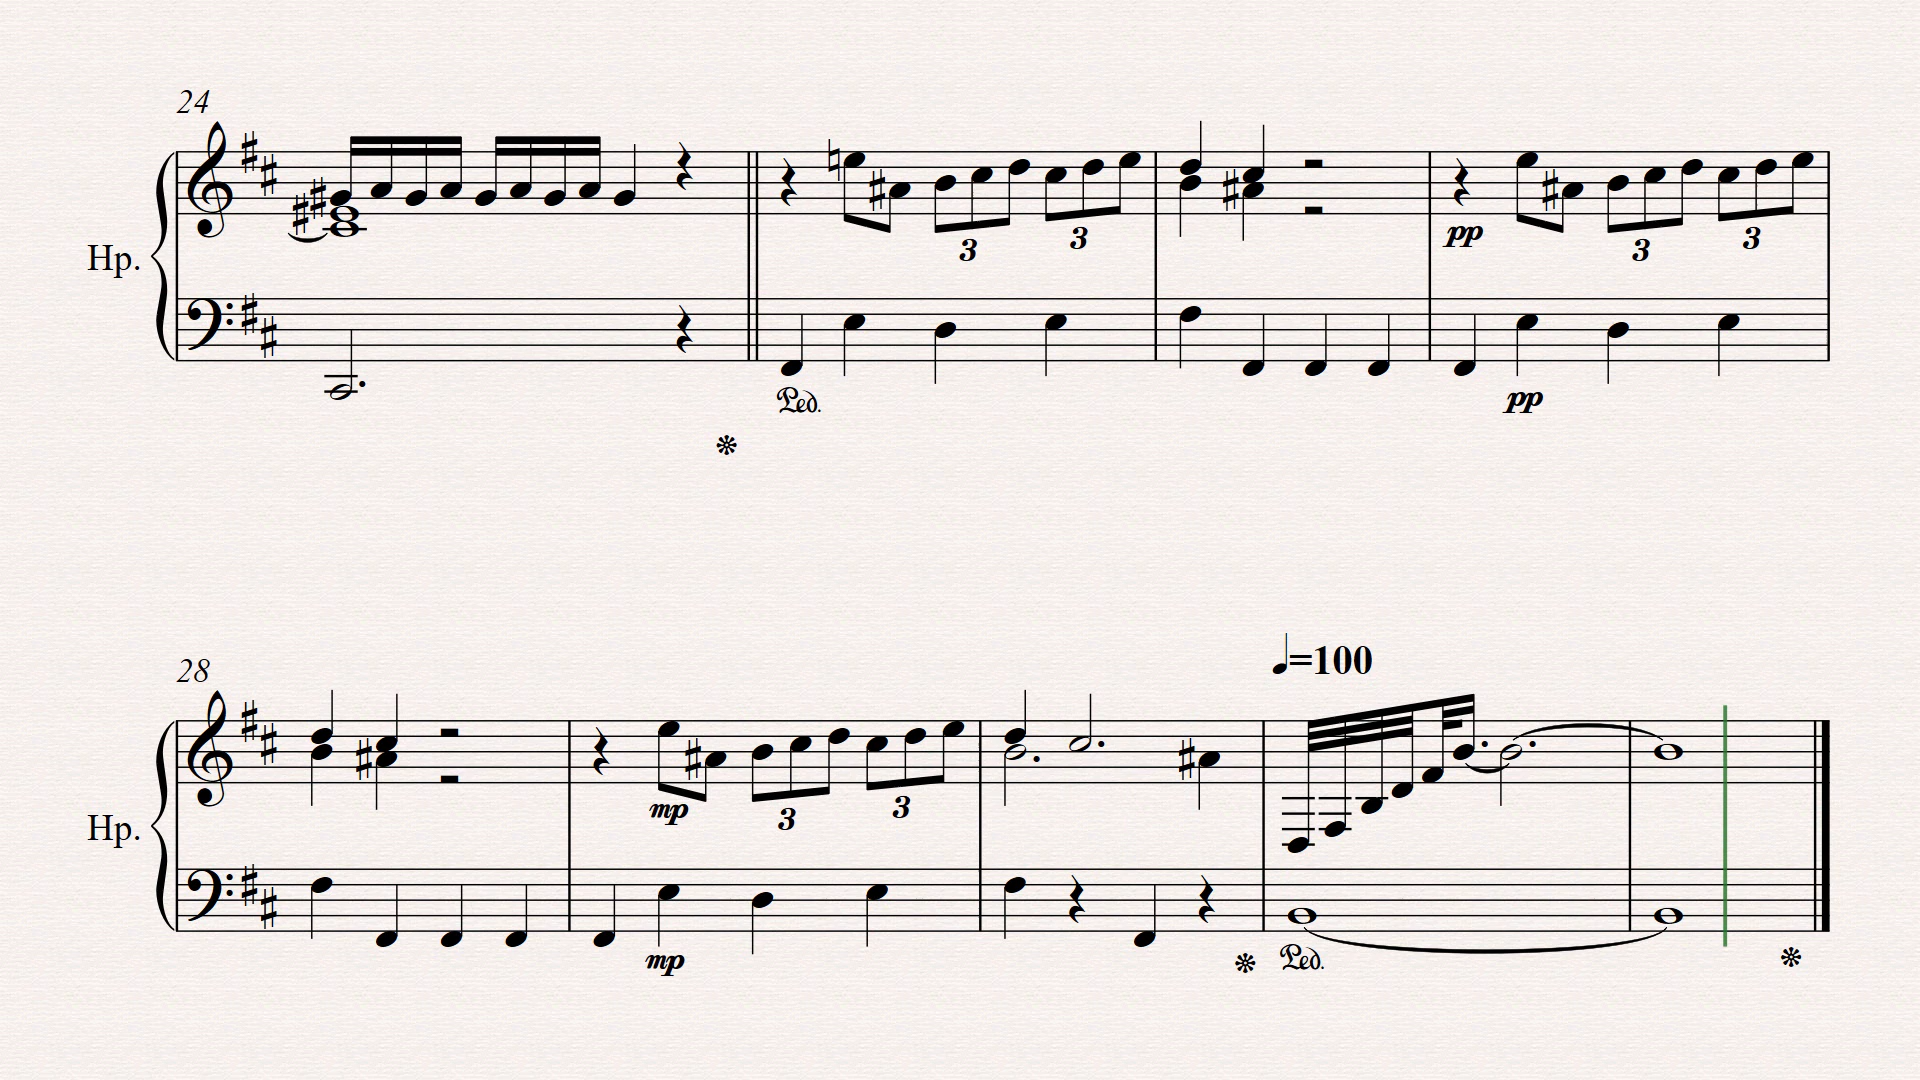 24
Hp.
3 3
pp 3 3
pp
Ped.
28
♩=100
Hp.
mp 3 3
mp
Ped.